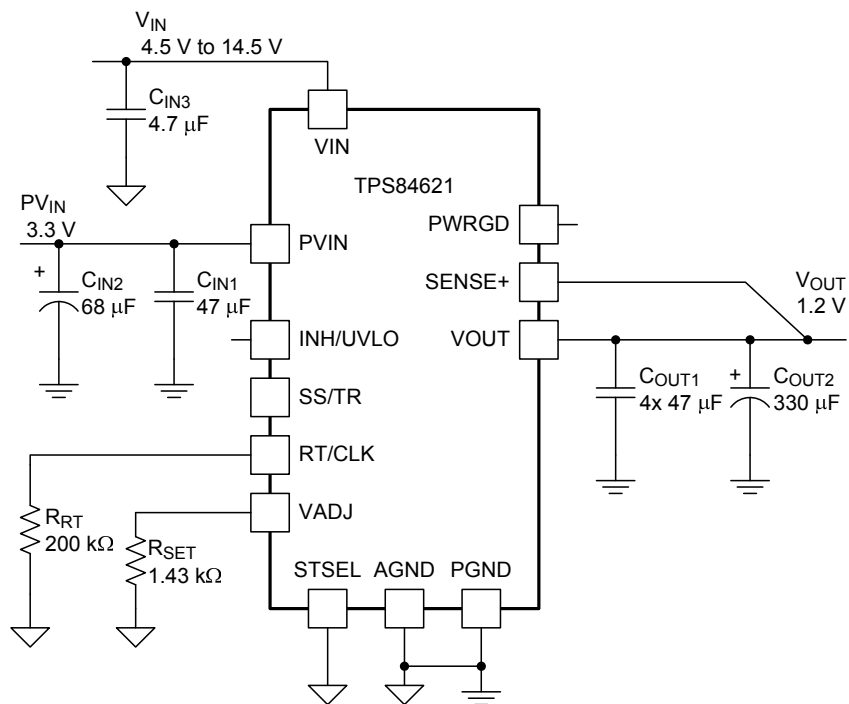 VIN
4.5 V to 14.5 V
CIN3
4.7 μF
VIN
TPS84621
PVIN
3.3 V
PVIN
PWRGD
+
CIN2
68 μF
CIN1
47 μF
SENSE+
VOUT
1.2 V
INH/UVLO
VOUT
SS/TR
COUT1
4x 47 μF
+
COUT2
330 μF
RT/CLK
VADJ
RRT
200 kΩ
RSET
1.43 kΩ
STSEL AGND PGND